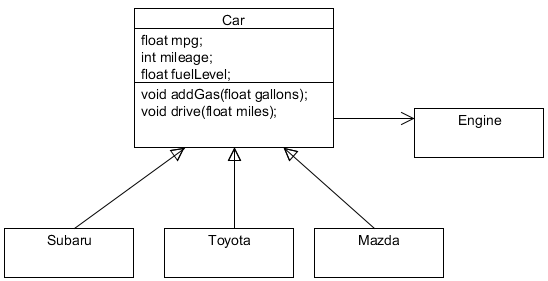 Car
float mpg;
int mileage;
float fuelLevel;
void addGas(float gallons);
void drive(float miles);
Engine
Subaru
Toyota
Mazda